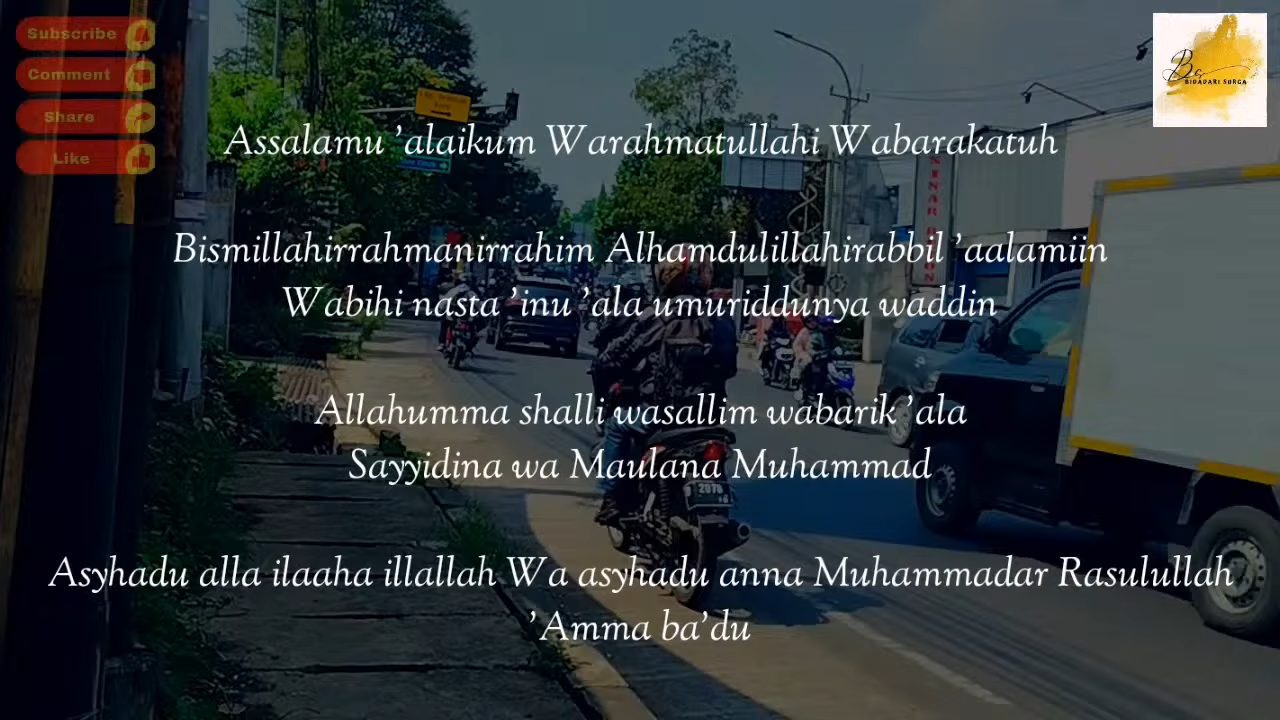 Subscribe
Comment
Share
Like
Bs
BIDADARI SURGA
Assalamu 'alaikum Warahmatullahi Wabarakatuh
Bismillahirrahmanirrahim Alhamdulillahirabbil 'aalamiin
Wabihi nasta 'inu 'ala umuriddunya waddin
Allahumma shalli wasallim wabarik 'ala
Sayyidina wa Maulana Muhammad
Asyhadu alla ilaaha illallah Wa asyhadu anna Muhammadar Rasulullah
'Amma ba'du